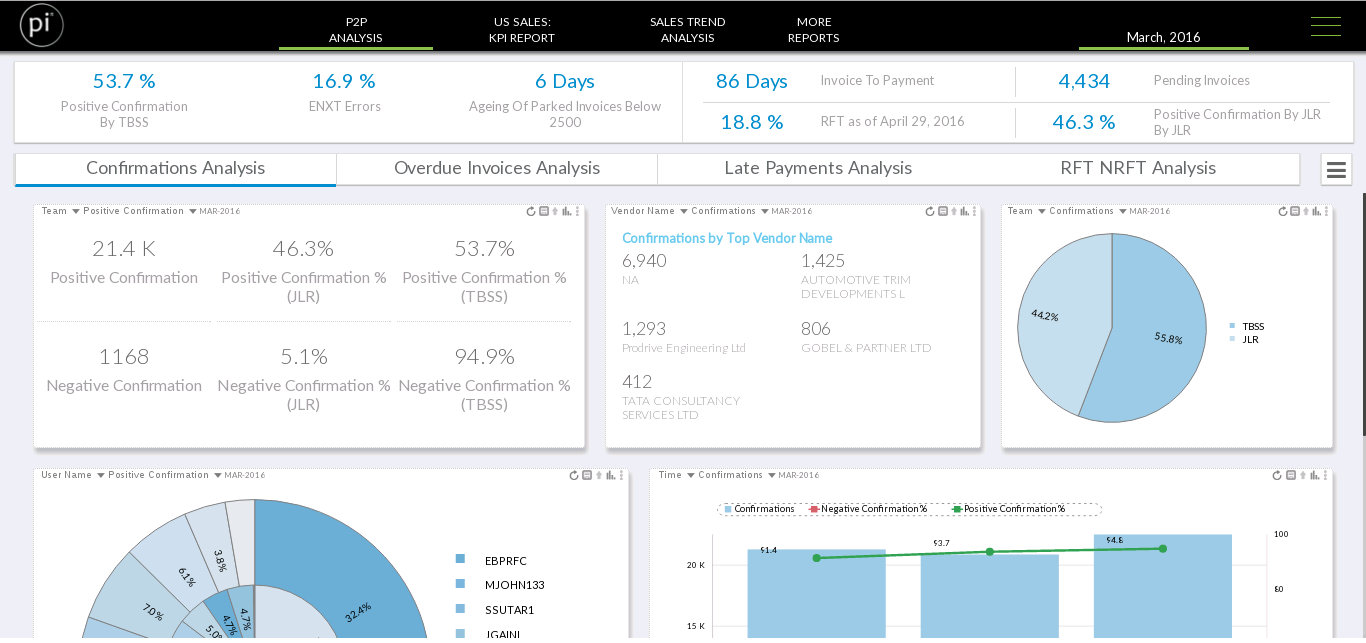 pi
P2P
ANALYSIS
US SALES:
KPI REPORT
SALES TREND
ANALYSIS
MORE
REPORTS
March, 2016
53.7 %
Positive Confirmation
By TBSS
16.9 %
ENXT Errors
6 Days
Ageing Of Parked Invoices Below
2500
86 Days Invoice To Payment
4,434 Pending Invoices
18.8 % RFT as of April 29, 2016
46.3 % Positive Confirmation By JLR
By JLR
Confirmations Analysis
Overdue Invoices Analysis
Late Payments Analysis
RFT NRFT Analysis
Team Positive Confirmation MAR-2016
21.4 K
Positive Confirmation
46.3%
Positive Confirmation %
(JLR)
53.7%
Positive Confirmation %
(TBSS)
1168
Negative Confirmation
5.1%
Negative Confirmation %
(JLR)
94.9%
Negative Confirmation %
(TBSS)
Vendor Name Confirmations MAR-2016
Confirmations by Top Vendor Name
6,940
NA
1,425
AUTOMOTIVE TRIM
DEVELOPMENTS L
1,293
Prodrive Engineering Ltd
806
GOBEL & PARTNER LTD
412
TATA CONSULTANCY
SERVICES LTD
Team Confirmations MAR-2016
44.2%
55.8%
TBSS
JLR
User Name Positive Confirmation MAR-2016
3.8%
6.1%
7.0%
32.4%
4.7%
4.7%
5.0%
EBPRFC
MJOHN133
SSUTAR1
JGAINI
Time Confirmations MAR-2016
Confirmations Negative Confirmation% Positive Confirmation%
91.4
93.7
94.8
20 K
15 K
100
80